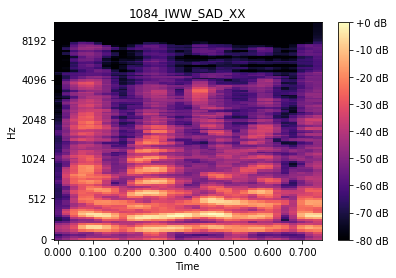 1084_IWW_SAD_XX
8192
4096
2048
1024
512
0
Hz
0.000 0.100 0.200 0.300 0.400 0.500 0.600 0.700
Time
+0 dB
-10 dB
-20 dB
-30 dB
-40 dB
-50 dB
-60 dB
-70 dB
-80 dB